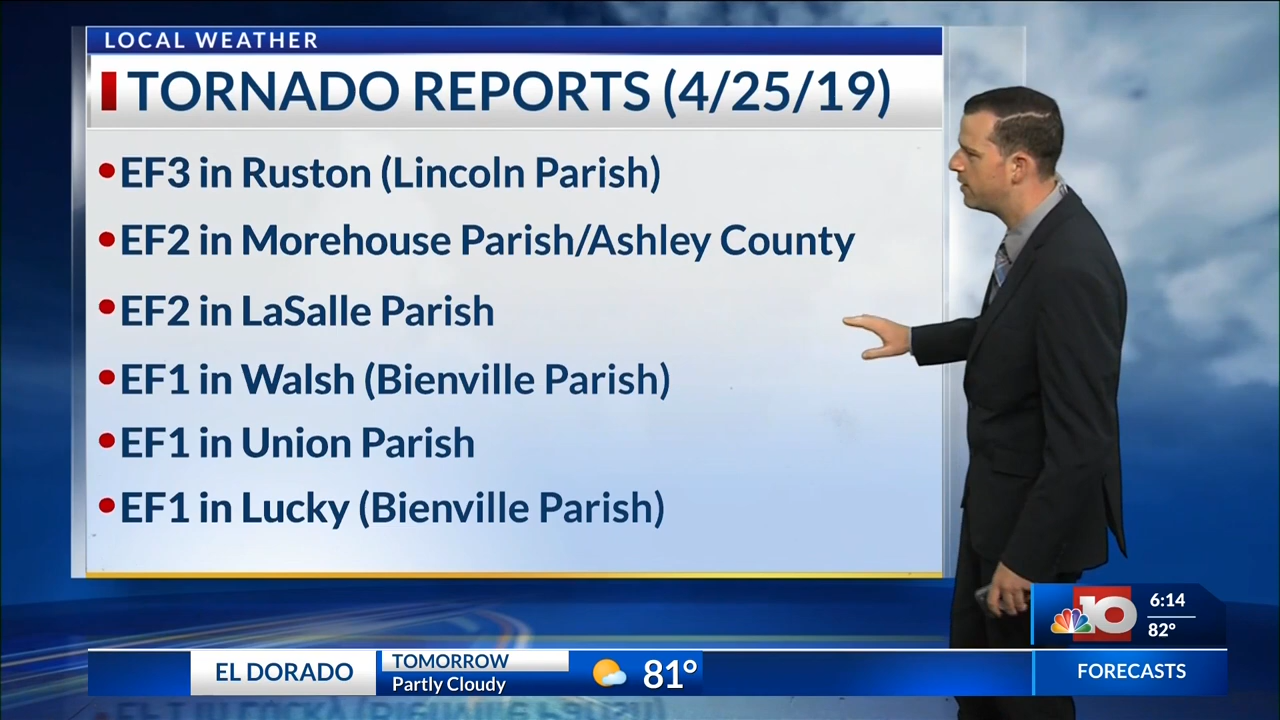 LOCAL WEATHER
TORNADO REPORTS (4/25/19)
•EF3 in Ruston (Lincoln Parish)
•EF2 in Morehouse Parish/Ashley County
•EF2 in LaSalle Parish
•EF1 in Walsh (Bienville Parish)
•EF1 in Union Parish
•EF1 in Lucky (Bienville Parish)
10
6:14
82°
EL DORADO
TOMORROW
Partly Cloudy
81°
FORECASTS